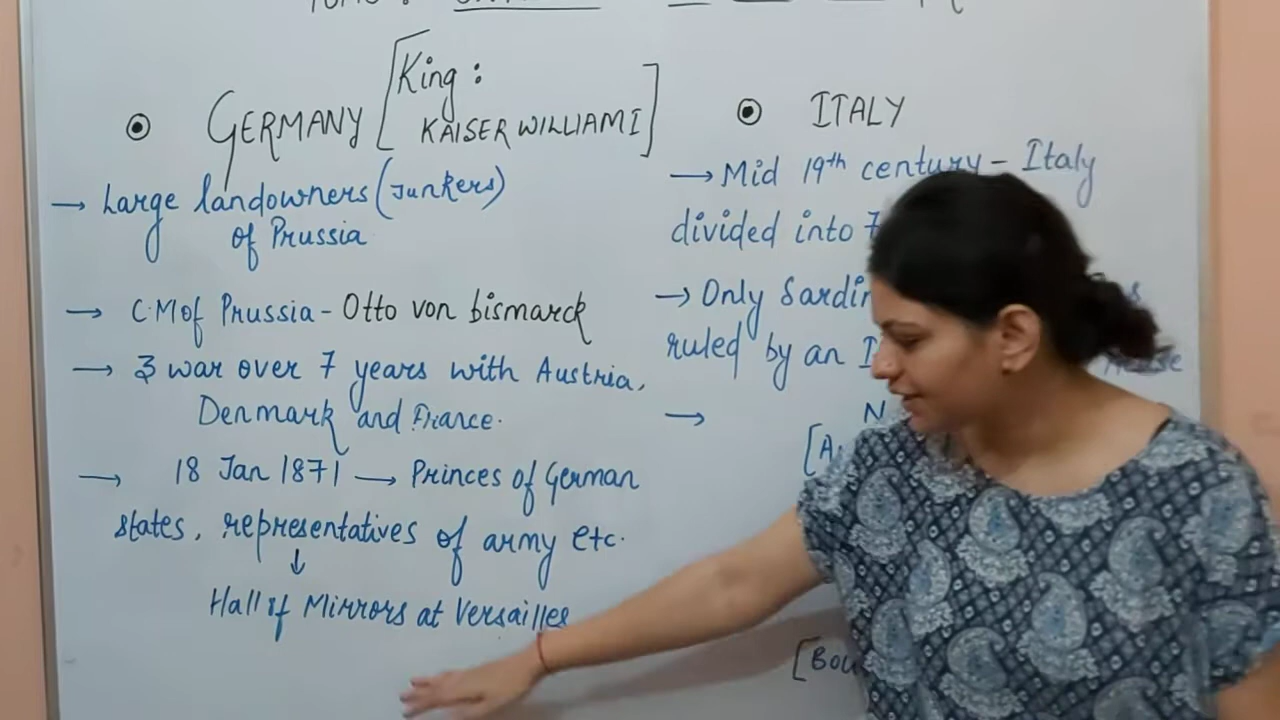 GERMANY [King :
KAISER WILLIAM I]
→ Large landowners (Junkers)
of Prussia
→ C.M of Prussia - Otto von bismarck
→ 3 war over 7 years with Austria,
Denmark and France.
→ 18 Jan 1871 → Princes of German
states, representatives of army etc.
↓
Hall of Mirrors at Versailles
ITALY
→ Mid 19th century - Italy
divided into 7
→ Only
ruled by an
→ N
[A
[Bou